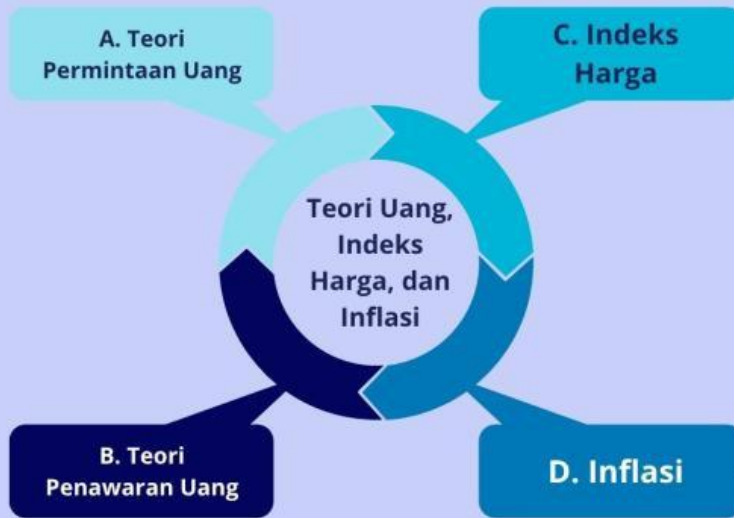 A. Teori
Permintaan Uang
C. Indeks
Harga
Teori Uang,
Indeks
Harga, dan
Inflasi
B. Teori
Penawaran Uang
D. Inflasi